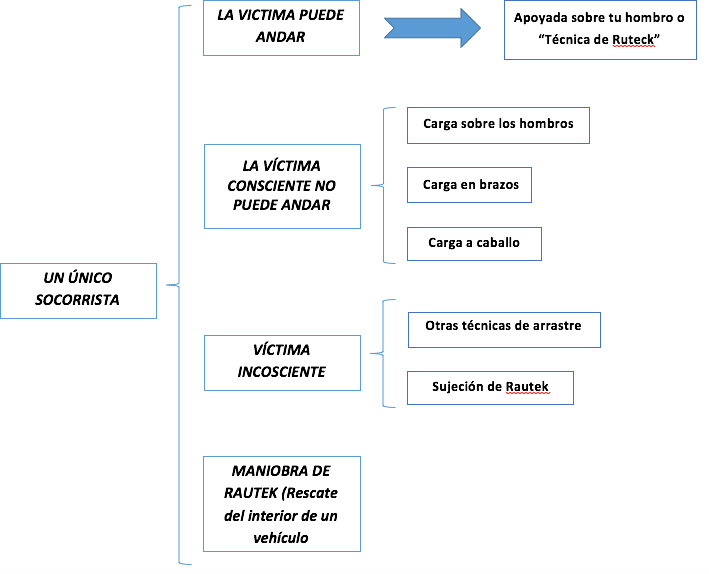 LA VICTIMA PUEDE
ANDAR
Apoyada sobre tu hombro o
“Técnica de Ruteck”
LA VÍCTIMA
CONSCIENTE NO
PUEDE ANDAR
Carga sobre los hombros
Carga en brazos
Carga a caballo
UN ÚNICO
SOCORRISTA
VÍCTIMA
INCOSCIENTE
Otras técnicas de arrastre
Sujeción de Rautek
MANIOBRA DE
RAUTEK (Rescate
del interior de un
vehículo